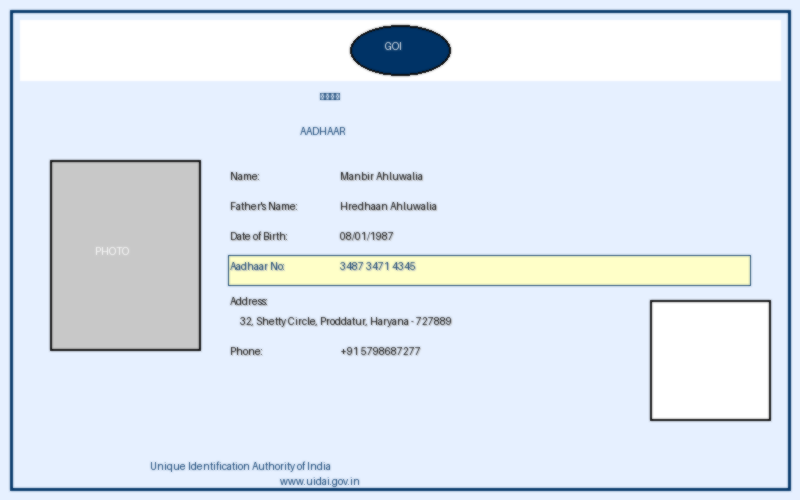 GOI
AADHAAR
Name: Manbir Ahluwalia
Father's Name: Hredhaan Ahluwalia
Date of Birth: 08/01/1987
PHOTO
Aadhaar No: 3487 3471 4345
Address:
32, Shetty Circle, Proddatur, Haryana - 727889
Phone: +91 5798687277
Unique Identification Authority of India
www.uidai.gov.in